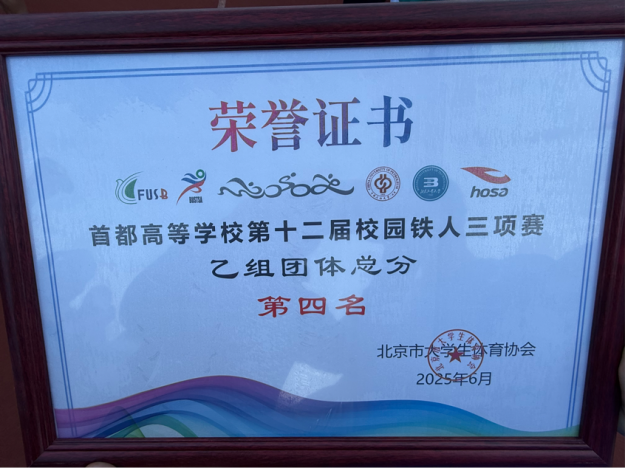 荣誉证书
FUSB
hosa
首都高等学校第十二届校园铁人三项赛
乙组团体总分
第四名
北京市大学生体育协会
2025年6月